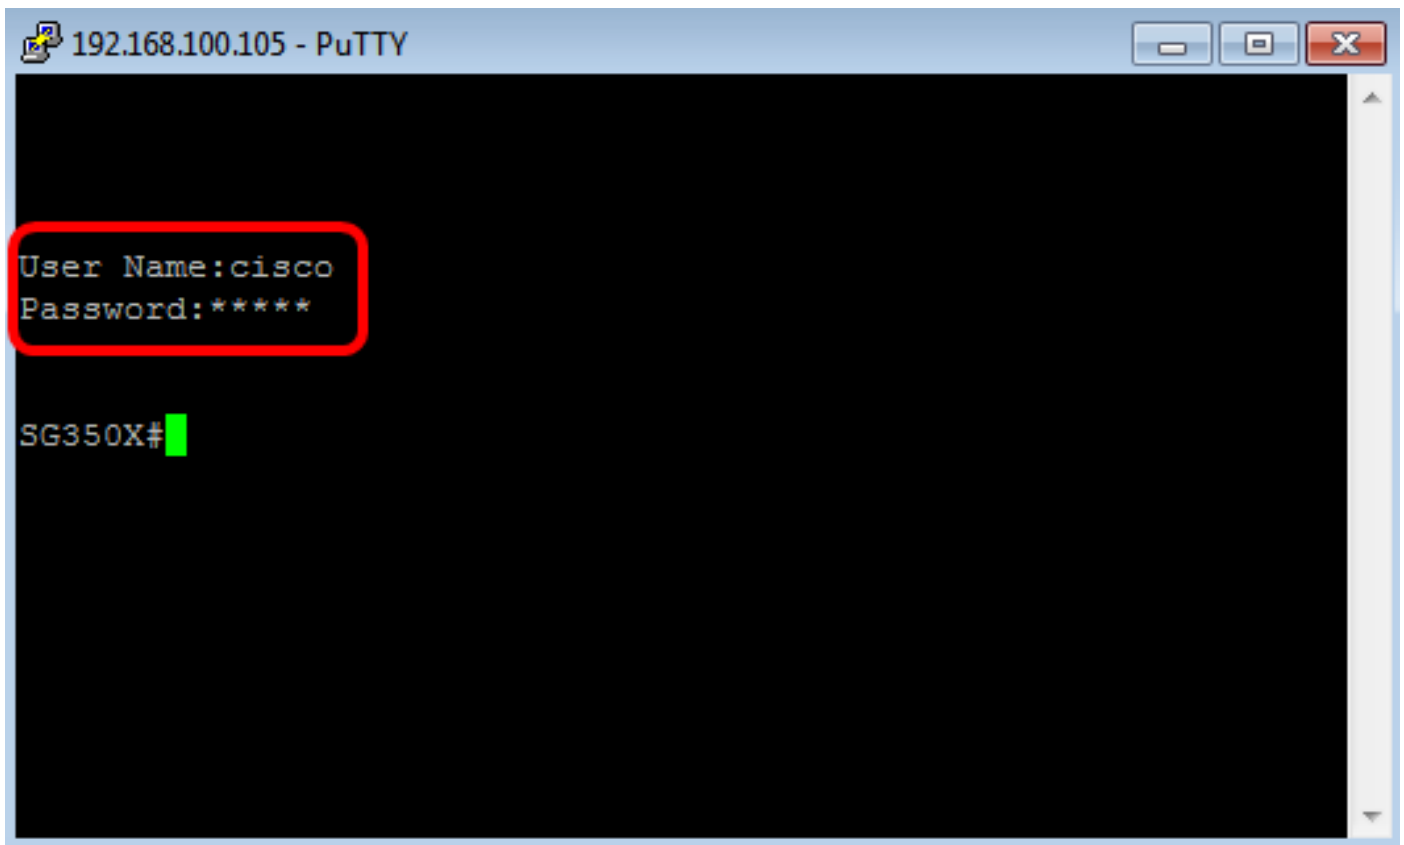 192.168.100.105 - PuTTY
User Name:cisco
Password:*****
SG350X#